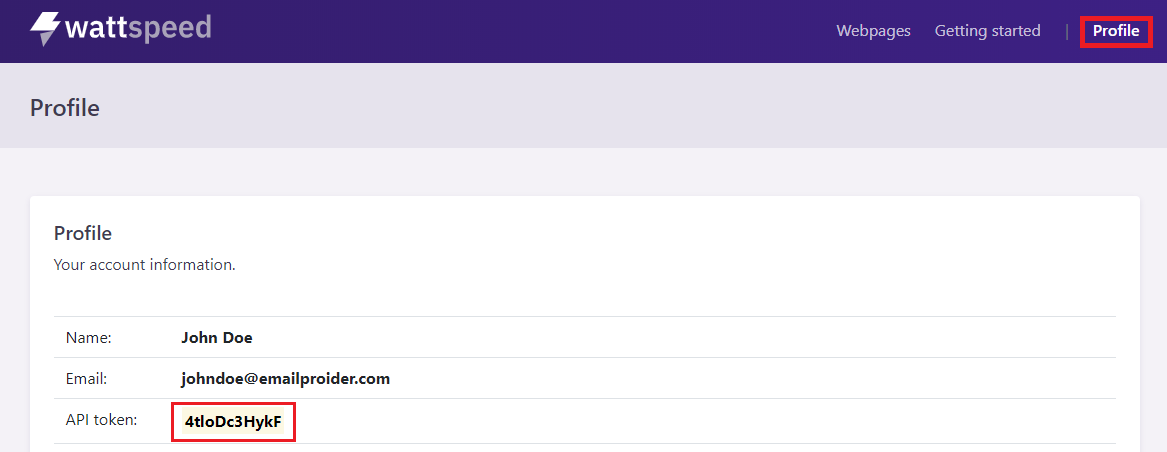 wattspeed
Webpages Getting started | Profile
Profile
Profile
Your account information.
Name: John Doe
Email: johndoe@emailproider.com
API token: 4tloDc3HykF